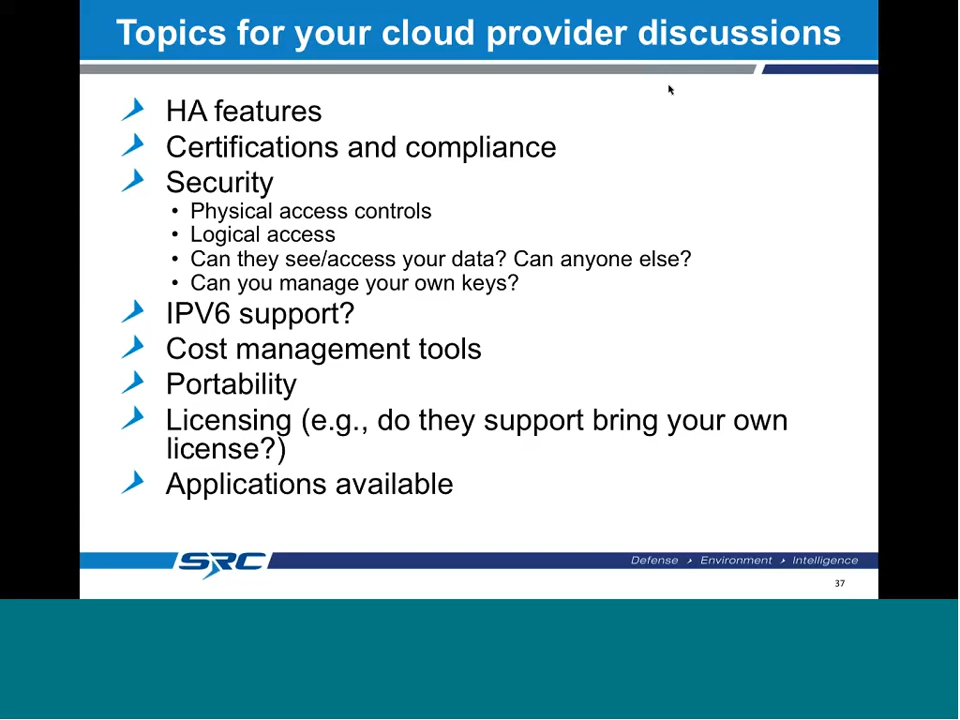 Topics for your cloud provider discussions
HA features
Certifications and compliance
Security
• Physical access controls
• Logical access
• Can they see/access your data? Can anyone else?
• Can you manage your own keys?
IPV6 support?
Cost management tools
Portability
Licensing (e.g., do they support bring your own
license?)
Applications available
SRC
Defense Environment Intelligence
37